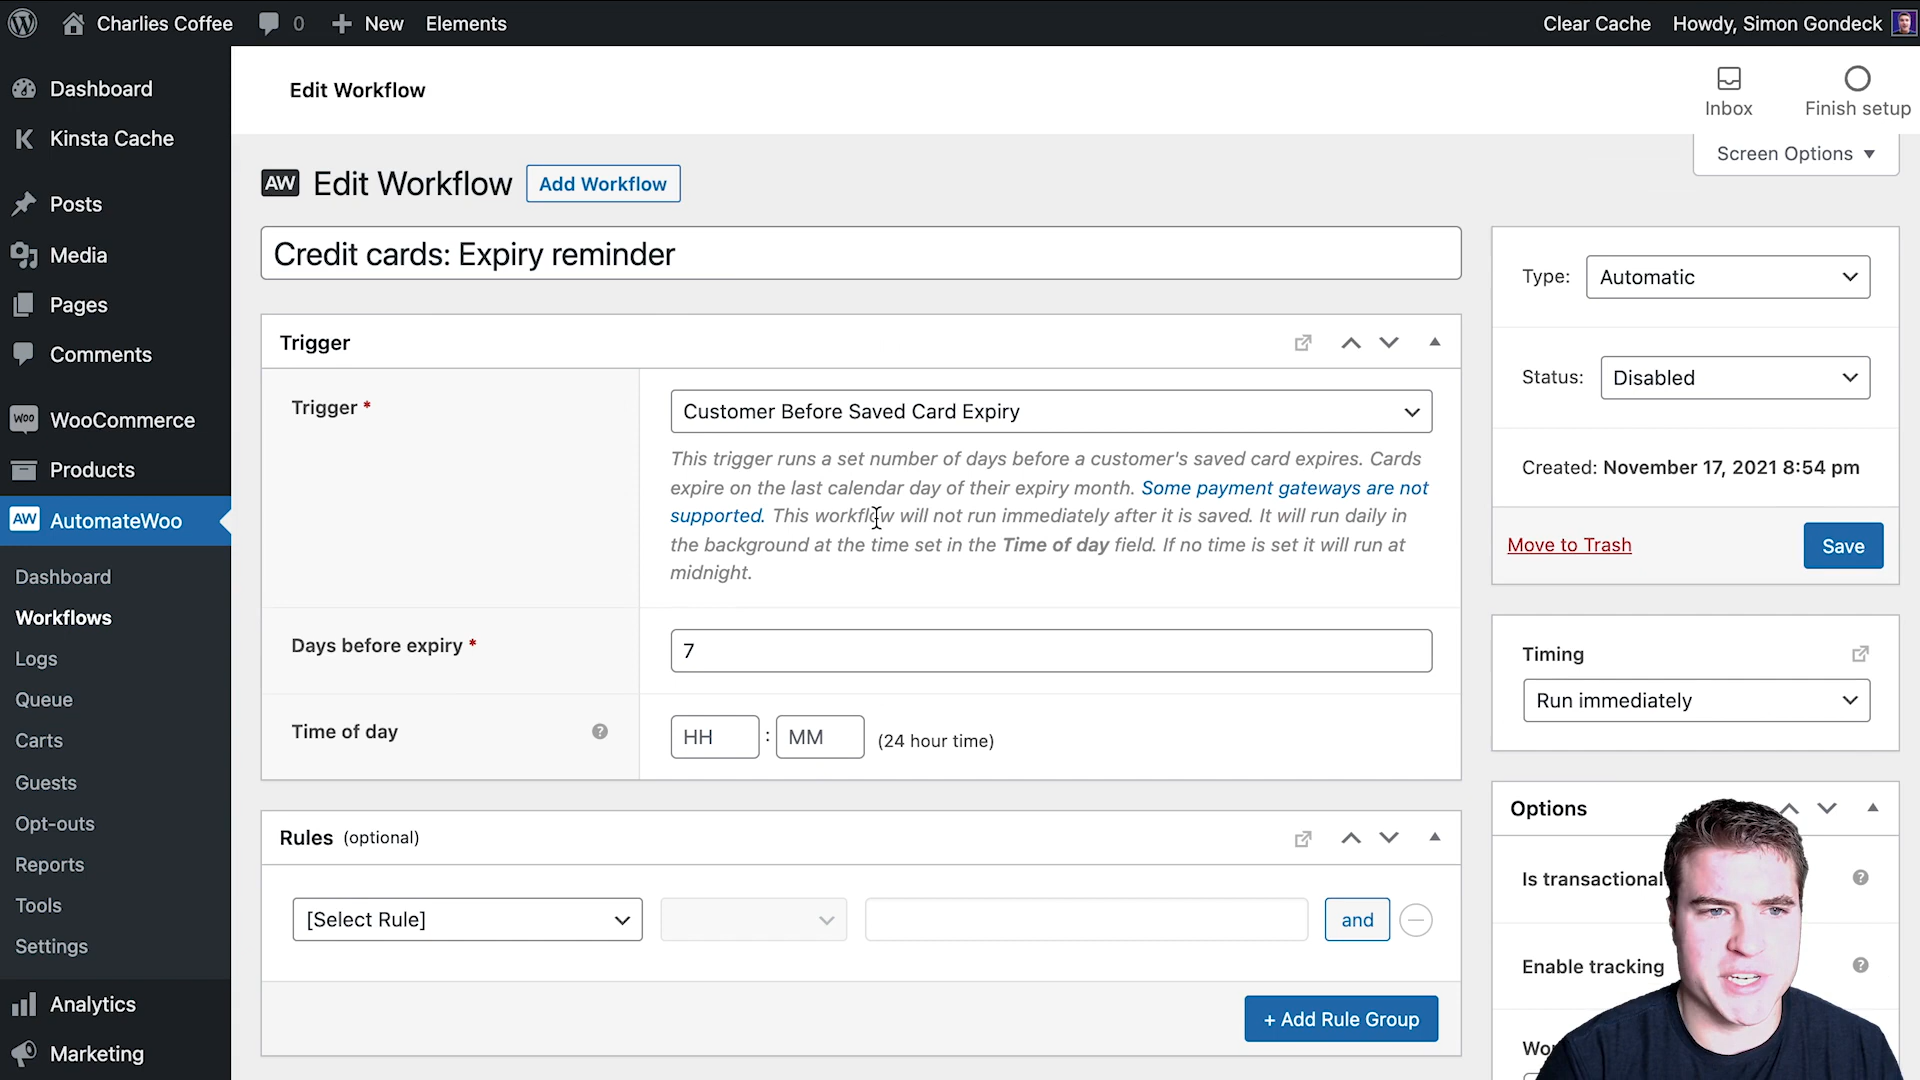 Charlies Coffee
0
New
Elements
Clear Cache
Howdy, Simon Gondeck
Dashboard
Kinsta Cache
Posts
Media
Pages
Comments
WOO
WooCommerce
Products
AW
AutomateWoo
Dashboard
Workflows
Logs
Queue
Carts
Guests
Opt-outs
Reports
Tools
Settings
Analytics
Marketing
Edit Workflow
Inbox
Finish setup
Screen Options
AW
Edit Workflow
Add Workflow
Credit cards: Expiry reminder
Trigger
Trigger *
Customer Before Saved Card Expiry
This trigger runs a set number of days before a customer's saved card expires. Cards
expire on the last calendar day of their expiry month. Some payment gateways are not
supported. This workflow will not run immediately after it is saved. It will run daily in
the background at the time set in the Time of day field. If no time is set it will run at
midnight.
Days before expiry *
7
Time of day
?
HH : MM (24 hour time)
Rules (optional)
[Select Rule]
and
+ Add Rule Group
Type:
Automatic
Status:
Disabled
Created: November 17, 2021 8:54 pm
Move to Trash
Save
Timing
Run immediately
Options
Is transactional
?
Enable tracking
?